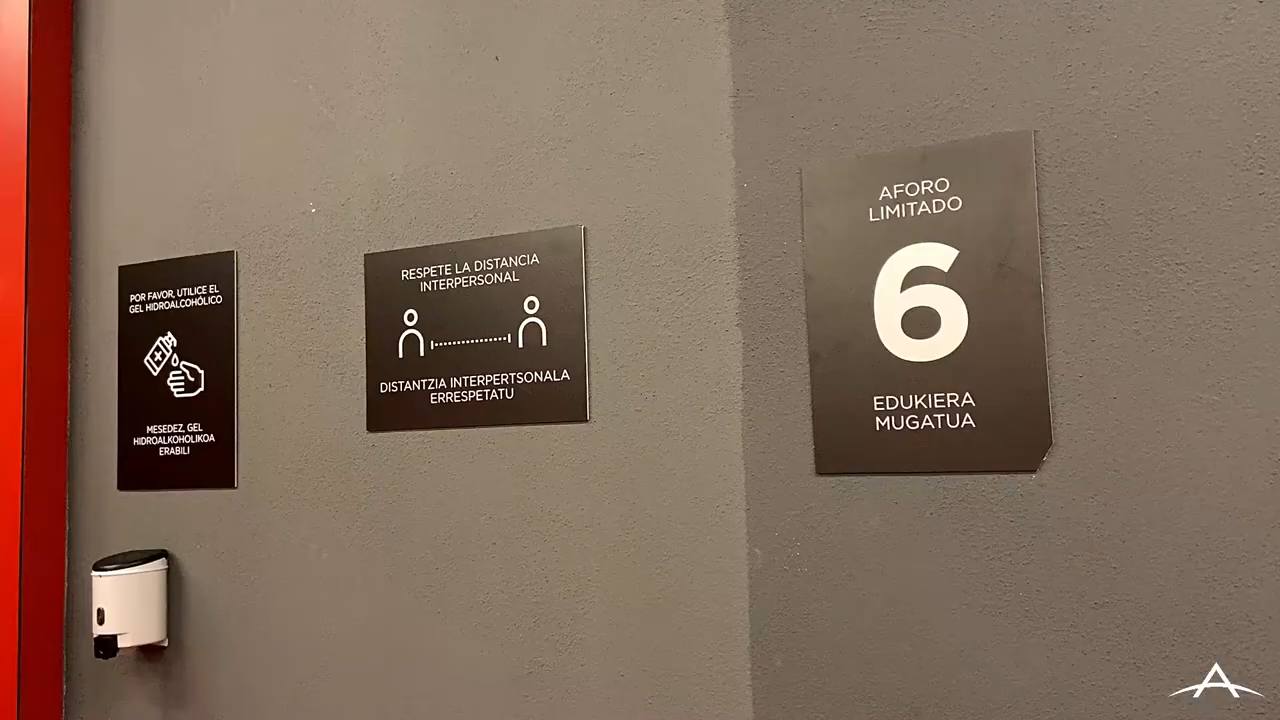 POR FAVOR, UTILICE EL
GEL HIDROALCOHÓLICO
MESEDEZ, GEL
HIDROALKOHOLIKOA
ERABILI
RESPETE LA DISTANCIA
INTERPERSONAL
DISTANTZIA INTERPERTSONALA
ERRESPETATU
AFORO
LIMITADO
6
EDUKIERA
MUGATUA